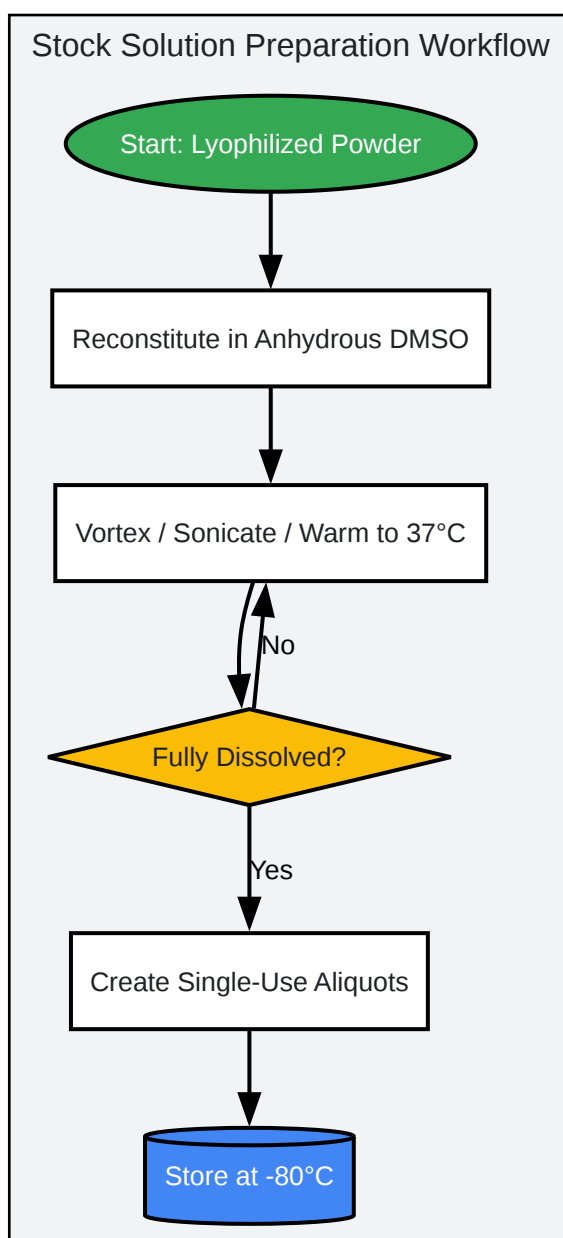 Stock Solution Preparation Workflow
Start: Lyophilized Powder
Reconstitute in Anhydrous DMSO
Vortex / Sonicate / Warm to 37°C
No
Fully Dissolved?
Yes
Create Single-Use Aliquots
Store at -80°C